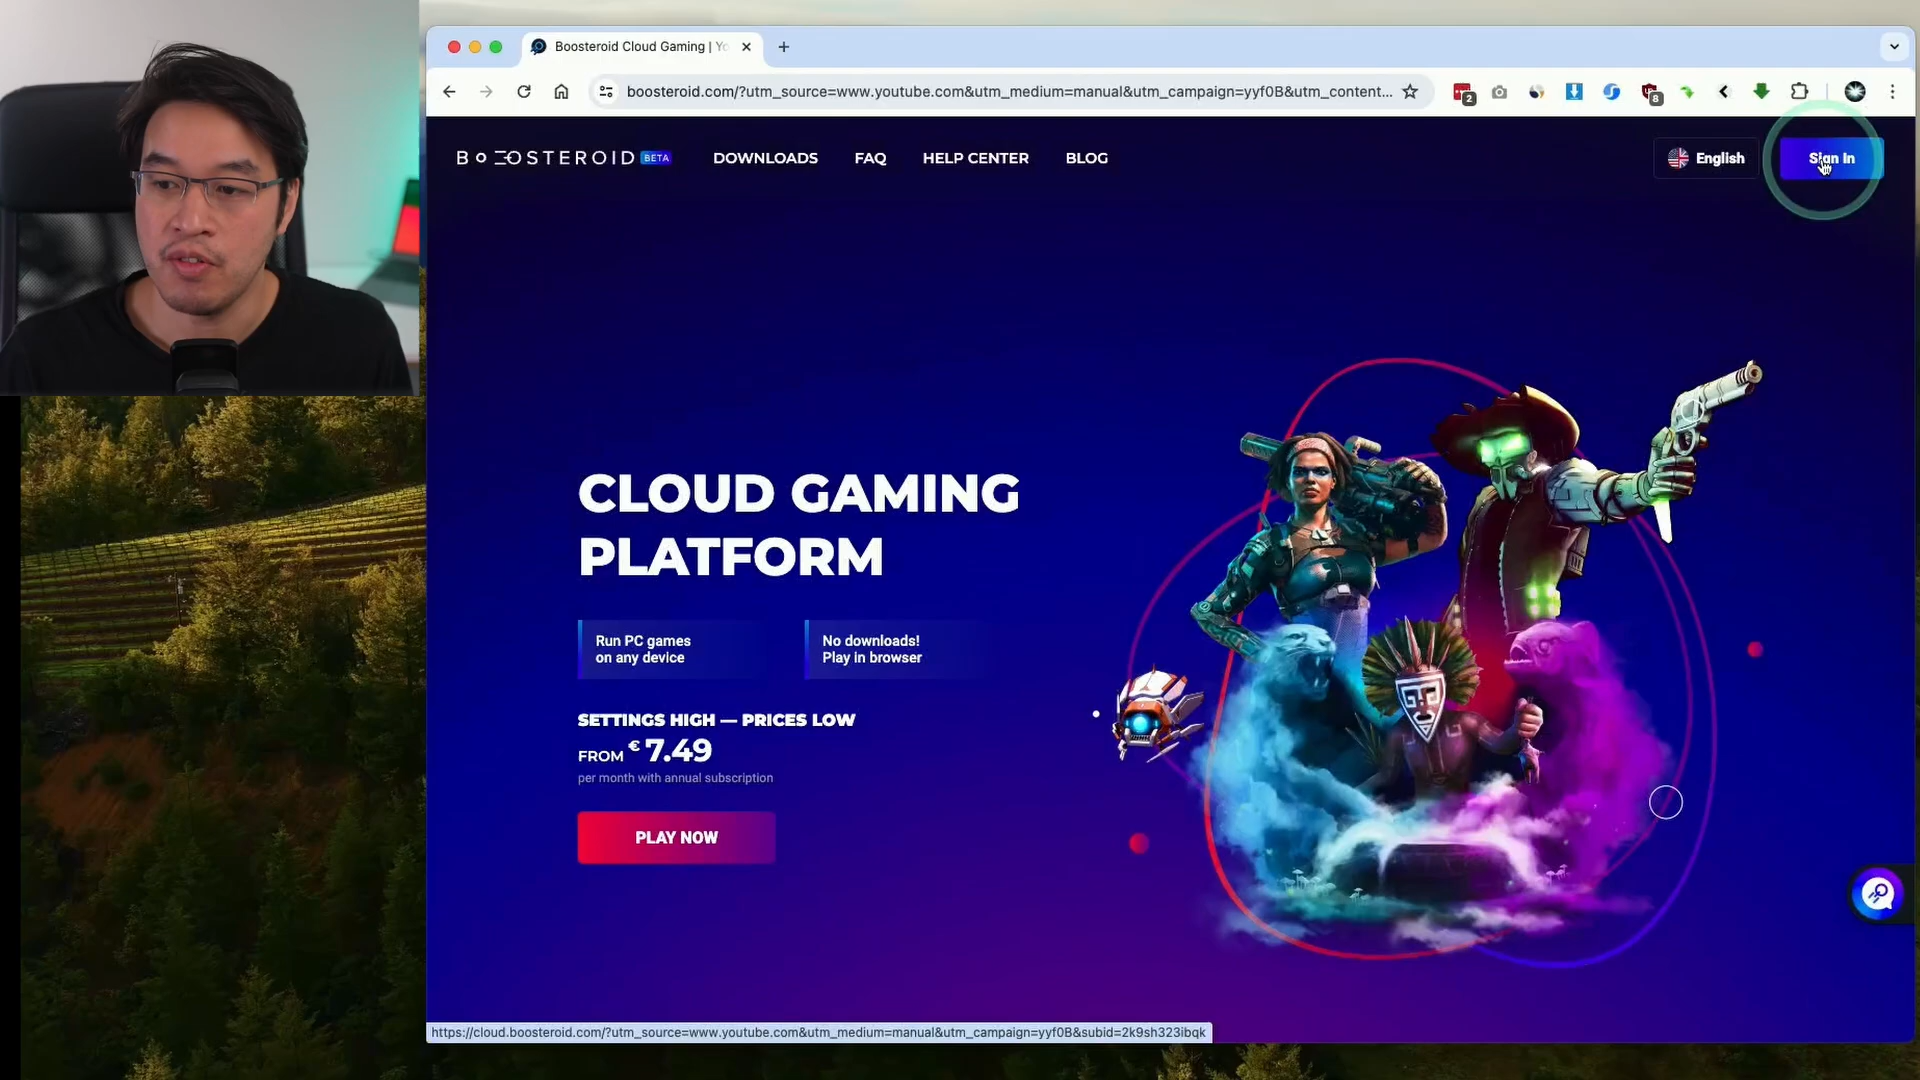 Boosteroid Cloud Gaming | Yo
boosteroid.com/?utm_source=www.youtube.com&utm_medium=manual&utm_campaign=yyf0B&utm_content...
2
8
BOOSTEROID BETA
DOWNLOADS
FAQ
HELP CENTER
BLOG
English
Sign In
CLOUD GAMING
PLATFORM
Run PC games
on any device
No downloads!
Play in browser
SETTINGS HIGH — PRICES LOW
FROM € 7.49
per month with annual subscription
PLAY NOW
https://cloud.boosteroid.com/?utm_source=www.youtube.com&utm_medium=manual&utm_campaign=yyf0B&subid=2k9sh323ibqk